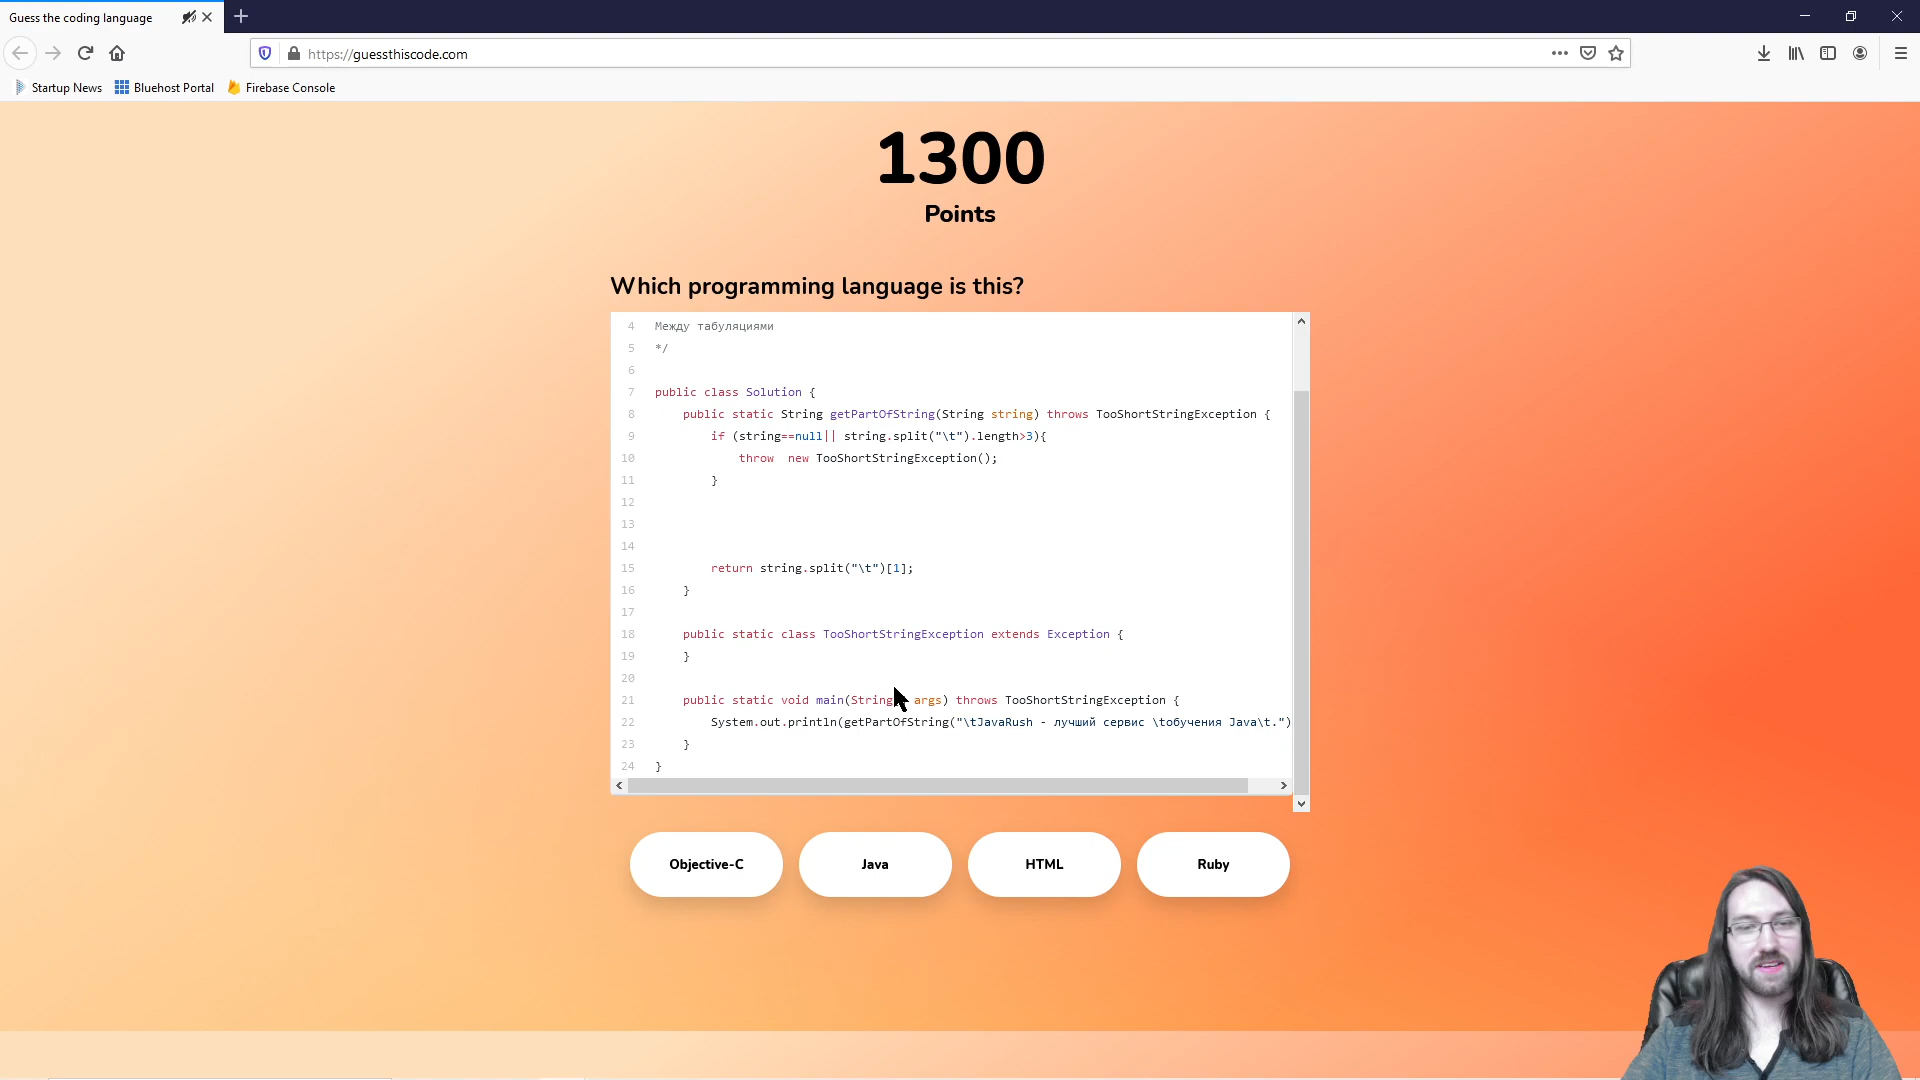 Guess the coding language
https://guessthiscode.com
Startup News
Bluehost Portal
Firebase Console
1300
Points
Which programming language is this?
4 Между табуляциями
5 */
6
7 public class Solution {
8 public static String getPartOfString(String string) throws TooShortStringException {
9 if (string==null|| string.split("\t").length>3){
10 throw  new TooShortStringException();
11 }
12
13
14
15 return string.split("\t")[1];
16 }
17
18 public static class TooShortStringException extends Exception {
19 }
20
21 public static void main(String args) throws TooShortStringException {
22 System.out.println(getPartOfString("\tJavaRush - лучший сервис \tобучения Java\t.")
23 }
24 }
Objective-C
Java
HTML
Ruby